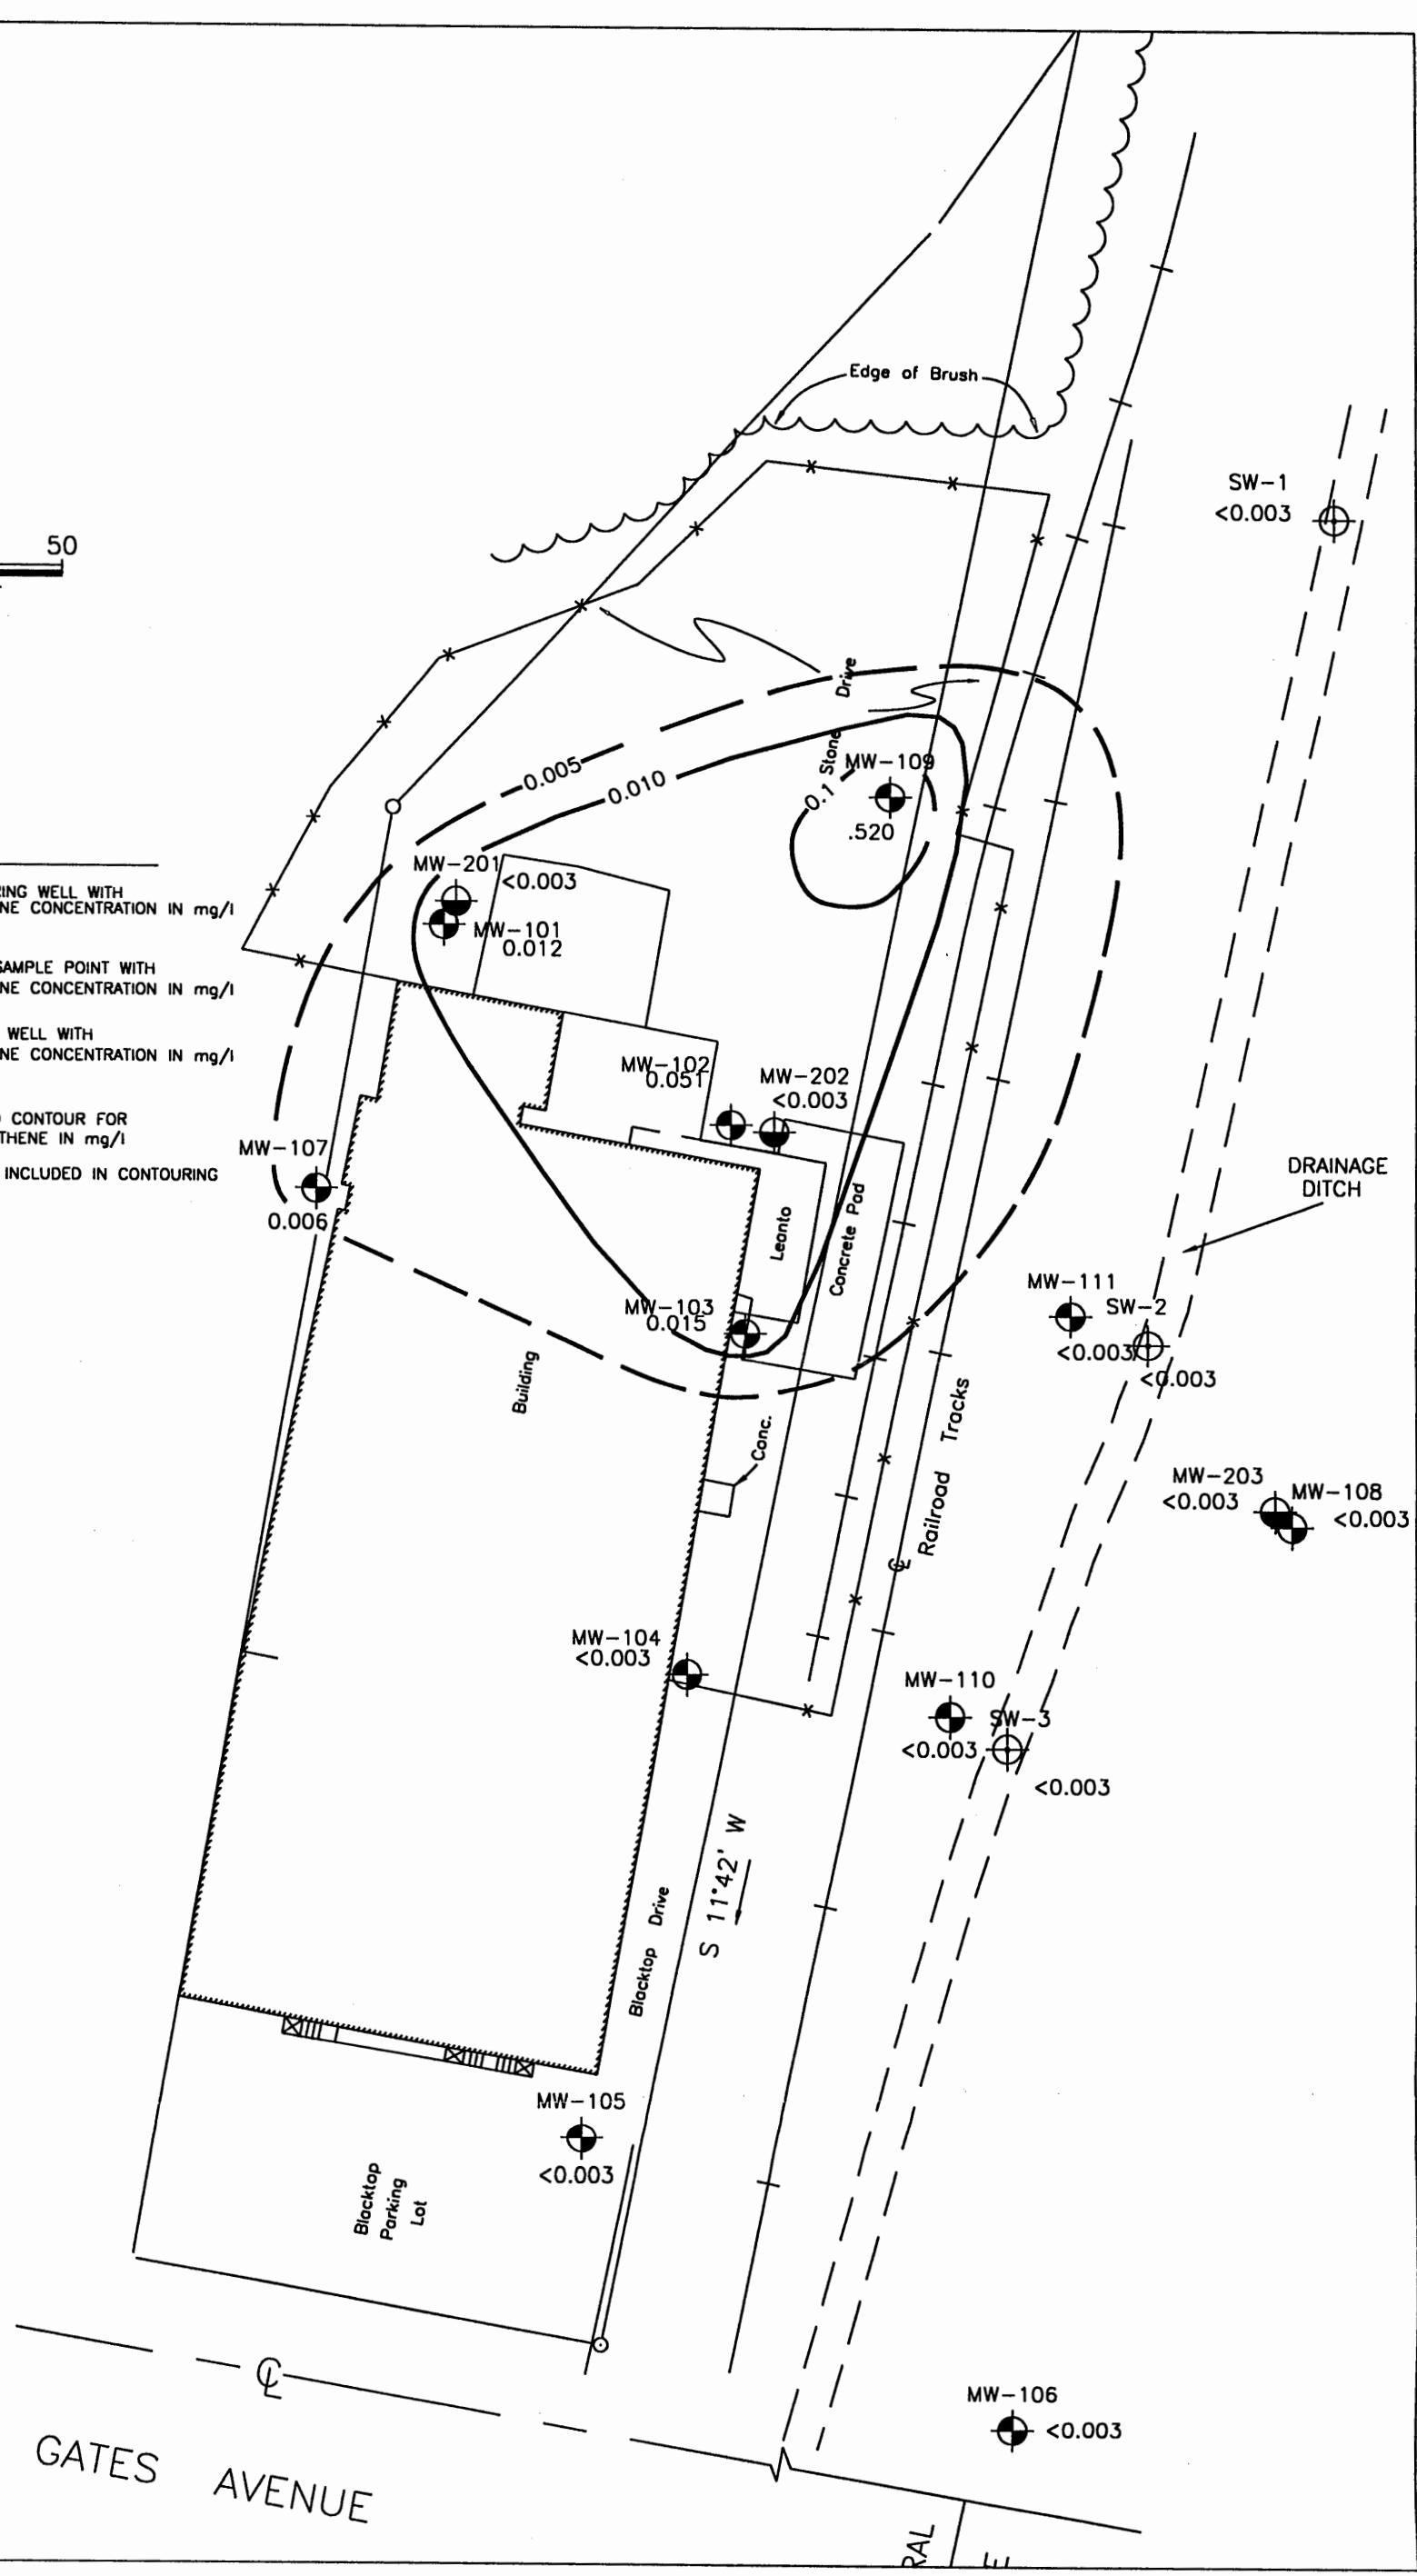 Edge of Brush
SW-1
<0.003
50
Stone Drive
0.005
0.010
0.1
MW-109
.520
MW-201
<0.003
MW-101
0.012
WELL WITH
CONCENTRATION IN mg/l
SAMPLE POINT WITH
CONCENTRATION IN mg/l
WELL WITH
CONCENTRATION IN mg/l
CONTOUR FOR
IN mg/l
INCLUDED IN CONTOURING
MW-102
0.051
MW-202
<0.003
MW-107
0.006
DRAINAGE
DITCH
Leanto
Concrete Pad
MW-111
<0.003
SW-2
<0.003
MW-103
0.015
Building
Conc.
Railroad Tracks
MW-203
<0.003
MW-108
<0.003
MW-104
<0.003
MW-110
<0.003
SW-3
<0.003
S 11°42' W
Blacktop Drive
MW-105
<0.003
Blacktop
Parking
Lot
MW-106
<0.003
GATES AVENUE